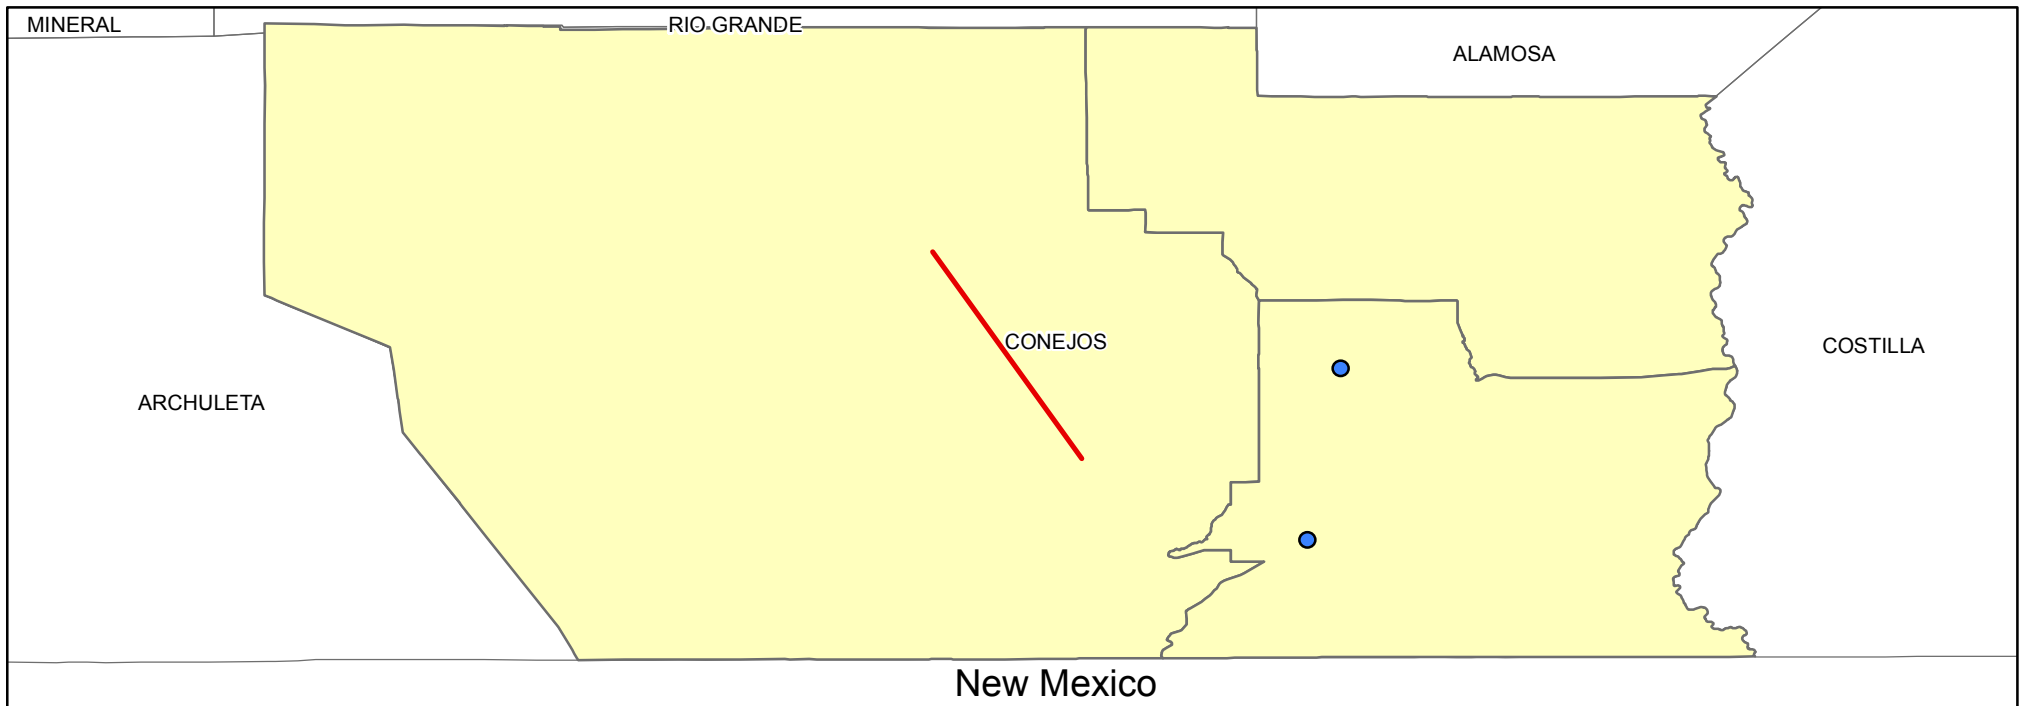 MINERAL
RIO GRANDE
ALAMOSA
CONEJOS
COSTILLA
ARCHULETA
New Mexico